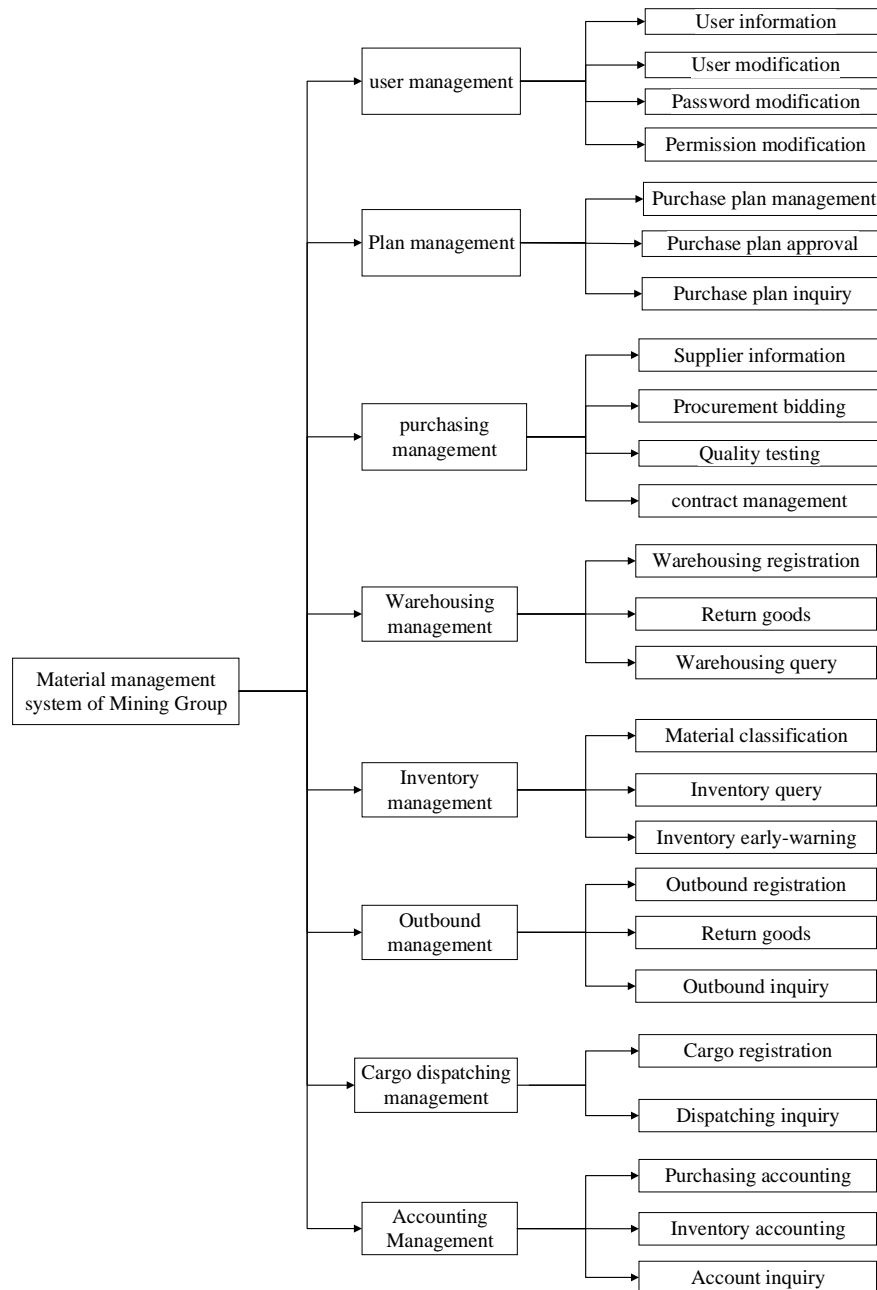 Material management
system of Mining Group
user management
User information
User modification
Password modification
Permission modification
Plan management
Purchase plan management
Purchase plan approval
Purchase plan inquiry
purchasing
management
Supplier information
Procurement bidding
Quality testing
contract management
Warehousing
management
Warehousing registration
Return goods
Warehousing query
Inventory
management
Material classification
Inventory query
Inventory early-warning
Outbound
management
Outbound registration
Return goods
Outbound inquiry
Cargo dispatching
management
Cargo registration
Dispatching inquiry
Accounting
Management
Purchasing accounting
Inventory accounting
Account inquiry